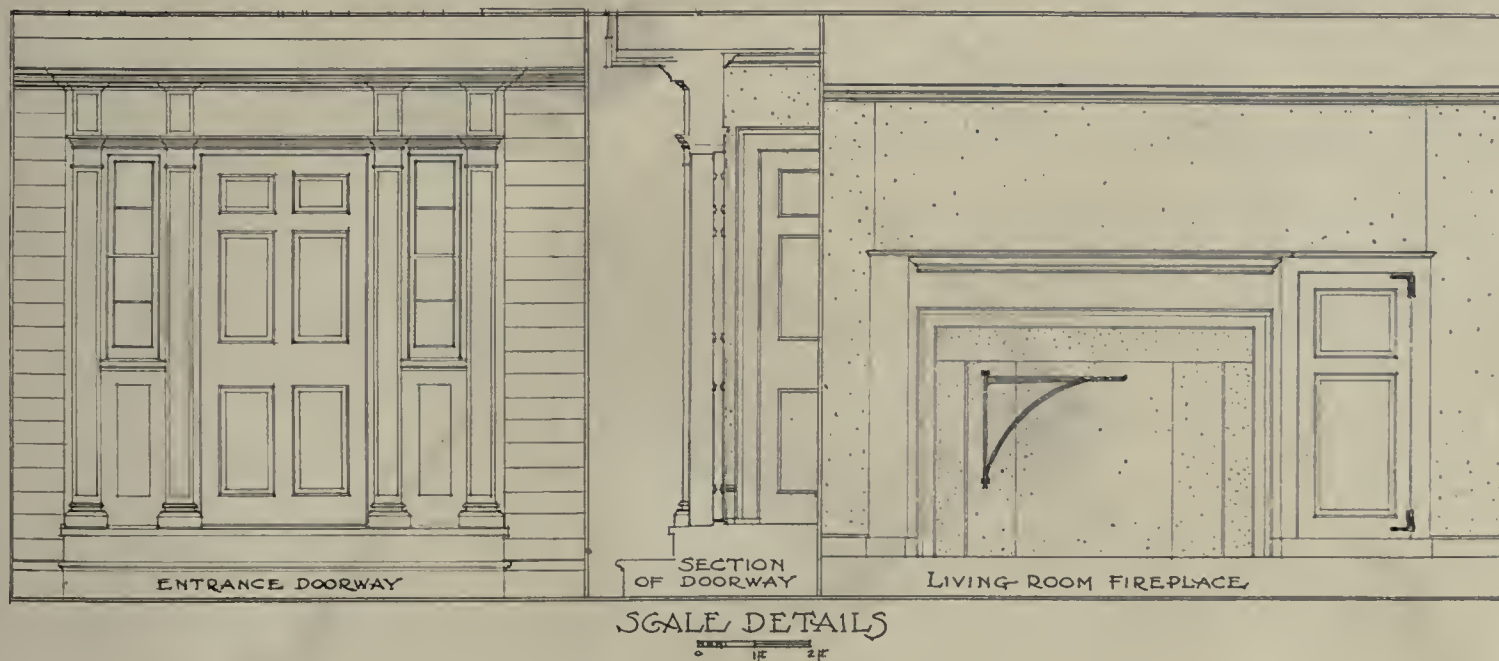 ENTRANCE DOORWAY
SECTION
OF DOORWAY
LIVING ROOM FIREPLACE
SCALE DETAILS
0 1ft 2ft